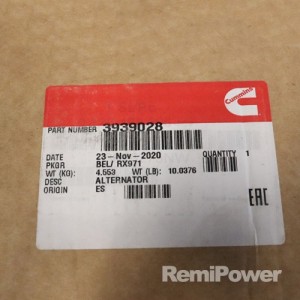 Cummins
PART NUMBER 3939028
DATE 23-Nov-2020 QUANTITY 1
PKGR BEL/ RX971
WT (KG): 4.553 WT (LB): 10.0376
DESC ALTERNATOR
ORIGIN ES
EAC
RemiPower